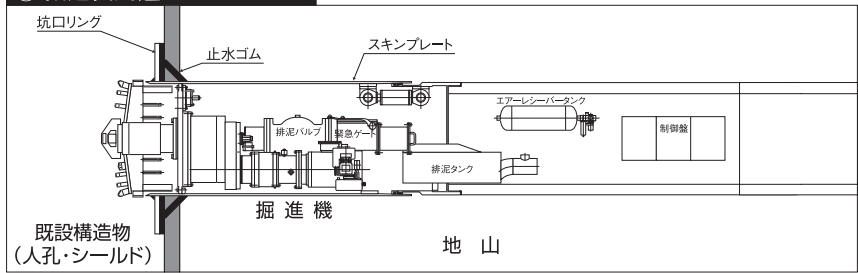 坑口リング
止水ゴム
スキンプレート
エアーレシーバータンク
制御盤
排泥バルブ
緊急ゲート
排泥タンク
掘進機
既設構造物
(人孔・シールド)
地山